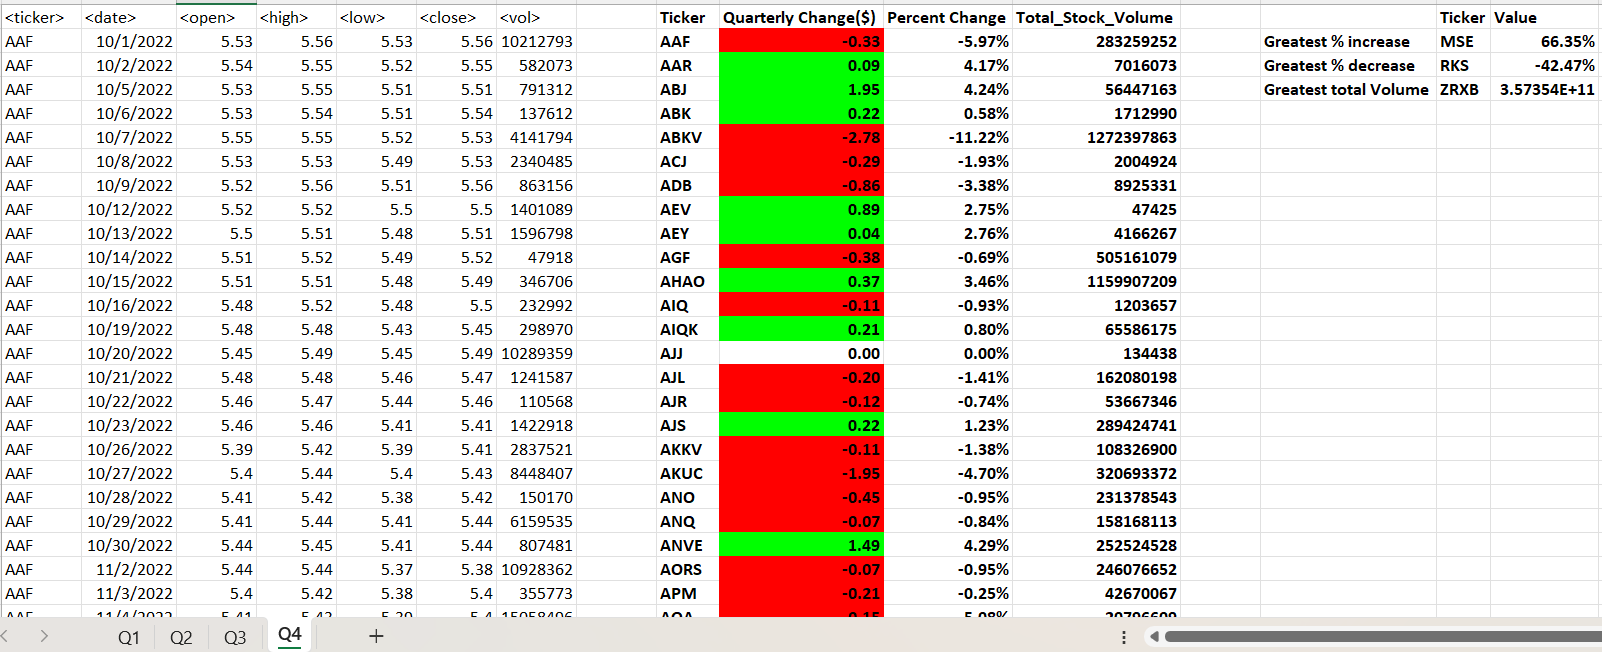 <ticker> <date> <open> <high> <low> <close> <vol> Ticker Quarterly Change($) Percent Change Total_Stock_Volume Ticker Value
AAF 10/1/2022 5.53 5.56 5.53 5.56 10212793 AAF -0.33 -5.97% 283259252 Greatest % increase MSE 66.35%
AAF 10/2/2022 5.54 5.55 5.52 5.55 582073 AAR 0.09 4.17% 7016073 Greatest % decrease RKS -42.47%
AAF 10/5/2022 5.53 5.55 5.51 5.51 791312 ABJ 1.95 4.24% 56447163 Greatest total Volume ZRXB 3.57354E+11
AAF 10/6/2022 5.53 5.54 5.51 5.54 137612 ABK 0.22 0.58% 1712990
AAF 10/7/2022 5.55 5.55 5.52 5.53 4141794 ABKV -2.78 -11.22% 1272397863
AAF 10/8/2022 5.53 5.53 5.49 5.53 2340485 ACJ -0.29 -1.93% 2004924
AAF 10/9/2022 5.52 5.56 5.51 5.56 863156 ADB -0.86 -3.38% 8925331
AAF 10/12/2022 5.52 5.52 5.5 5.5 1401089 AEV 0.89 2.75% 47425
AAF 10/13/2022 5.5 5.51 5.48 5.51 1596798 AEY 0.04 2.76% 4166267
AAF 10/14/2022 5.51 5.52 5.49 5.52 47918 AGF -0.38 -0.69% 505161079
AAF 10/15/2022 5.51 5.51 5.48 5.49 346706 AHAO 0.37 3.46% 1159907209
AAF 10/16/2022 5.48 5.52 5.48 5.5 232992 AIQ -0.11 -0.93% 1203657
AAF 10/19/2022 5.48 5.48 5.43 5.45 298970 AIQK 0.21 0.80% 65586175
AAF 10/20/2022 5.45 5.49 5.45 5.49 10289359 AJJ 0.00 0.00% 134438
AAF 10/21/2022 5.48 5.48 5.46 5.47 1241587 AJL -0.20 -1.41% 162080198
AAF 10/22/2022 5.46 5.47 5.44 5.46 110568 AJR -0.12 -0.74% 53667346
AAF 10/23/2022 5.46 5.46 5.41 5.41 1422918 AJS 0.22 1.23% 289424741
AAF 10/26/2022 5.39 5.42 5.39 5.41 2837521 AKKV -0.11 -1.38% 108326900
AAF 10/27/2022 5.4 5.44 5.4 5.43 8448407 AKUC -1.95 -4.70% 320693372
AAF 10/28/2022 5.41 5.42 5.38 5.42 150170 ANO -0.45 -0.95% 231378543
AAF 10/29/2022 5.41 5.44 5.41 5.44 6159535 ANQ -0.07 -0.84% 158168113
AAF 10/30/2022 5.44 5.45 5.41 5.44 807481 ANVE 1.49 4.29% 252524528
AAF 11/2/2022 5.44 5.44 5.37 5.38 10928362 AORS -0.07 -0.95% 246076652
AAF 11/3/2022 5.4 5.42 5.38 5.4 355773 APM -0.21 -0.25% 42670067
Q1 Q2 Q3 Q4